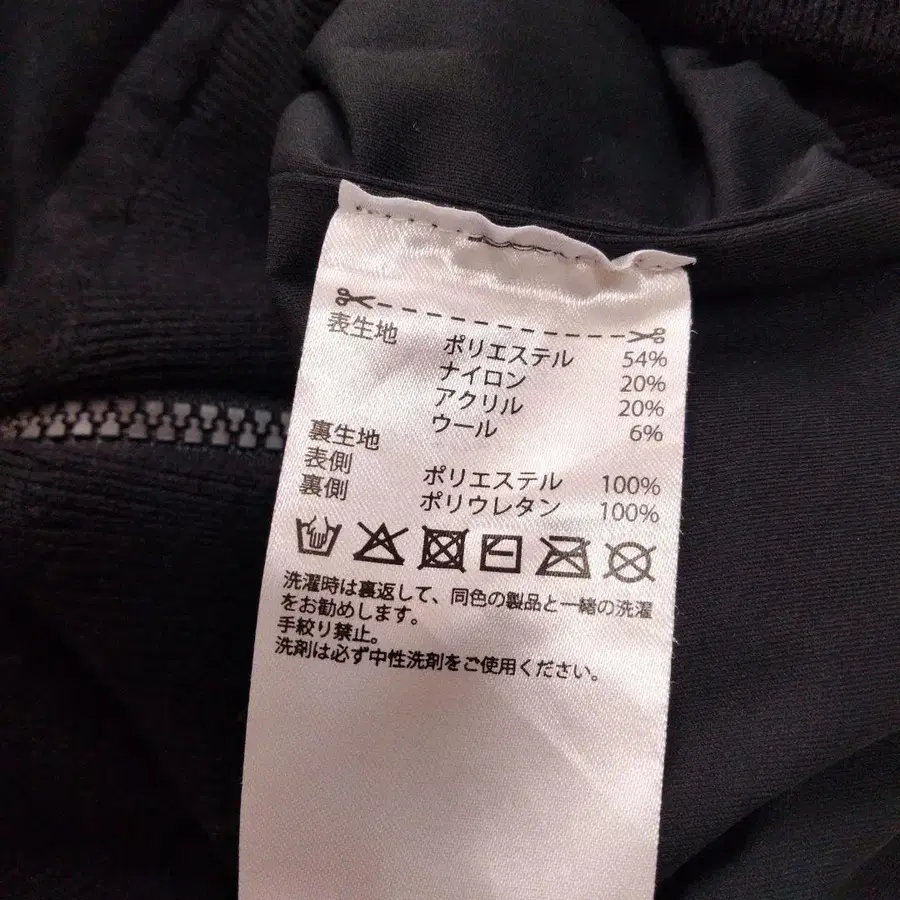 表生地 ポリエステル 54%
ナイロン 20%
アクリル 20%
ウール 6%
裏生地
表側 ポリエステル 100%
裏側 ポリウレタン 100%
洗濯時は裏返して、同色の製品と一緒の洗濯
をお勧めします。
手絞り禁止。
洗剤は必ず中性洗剤をご使用ください。